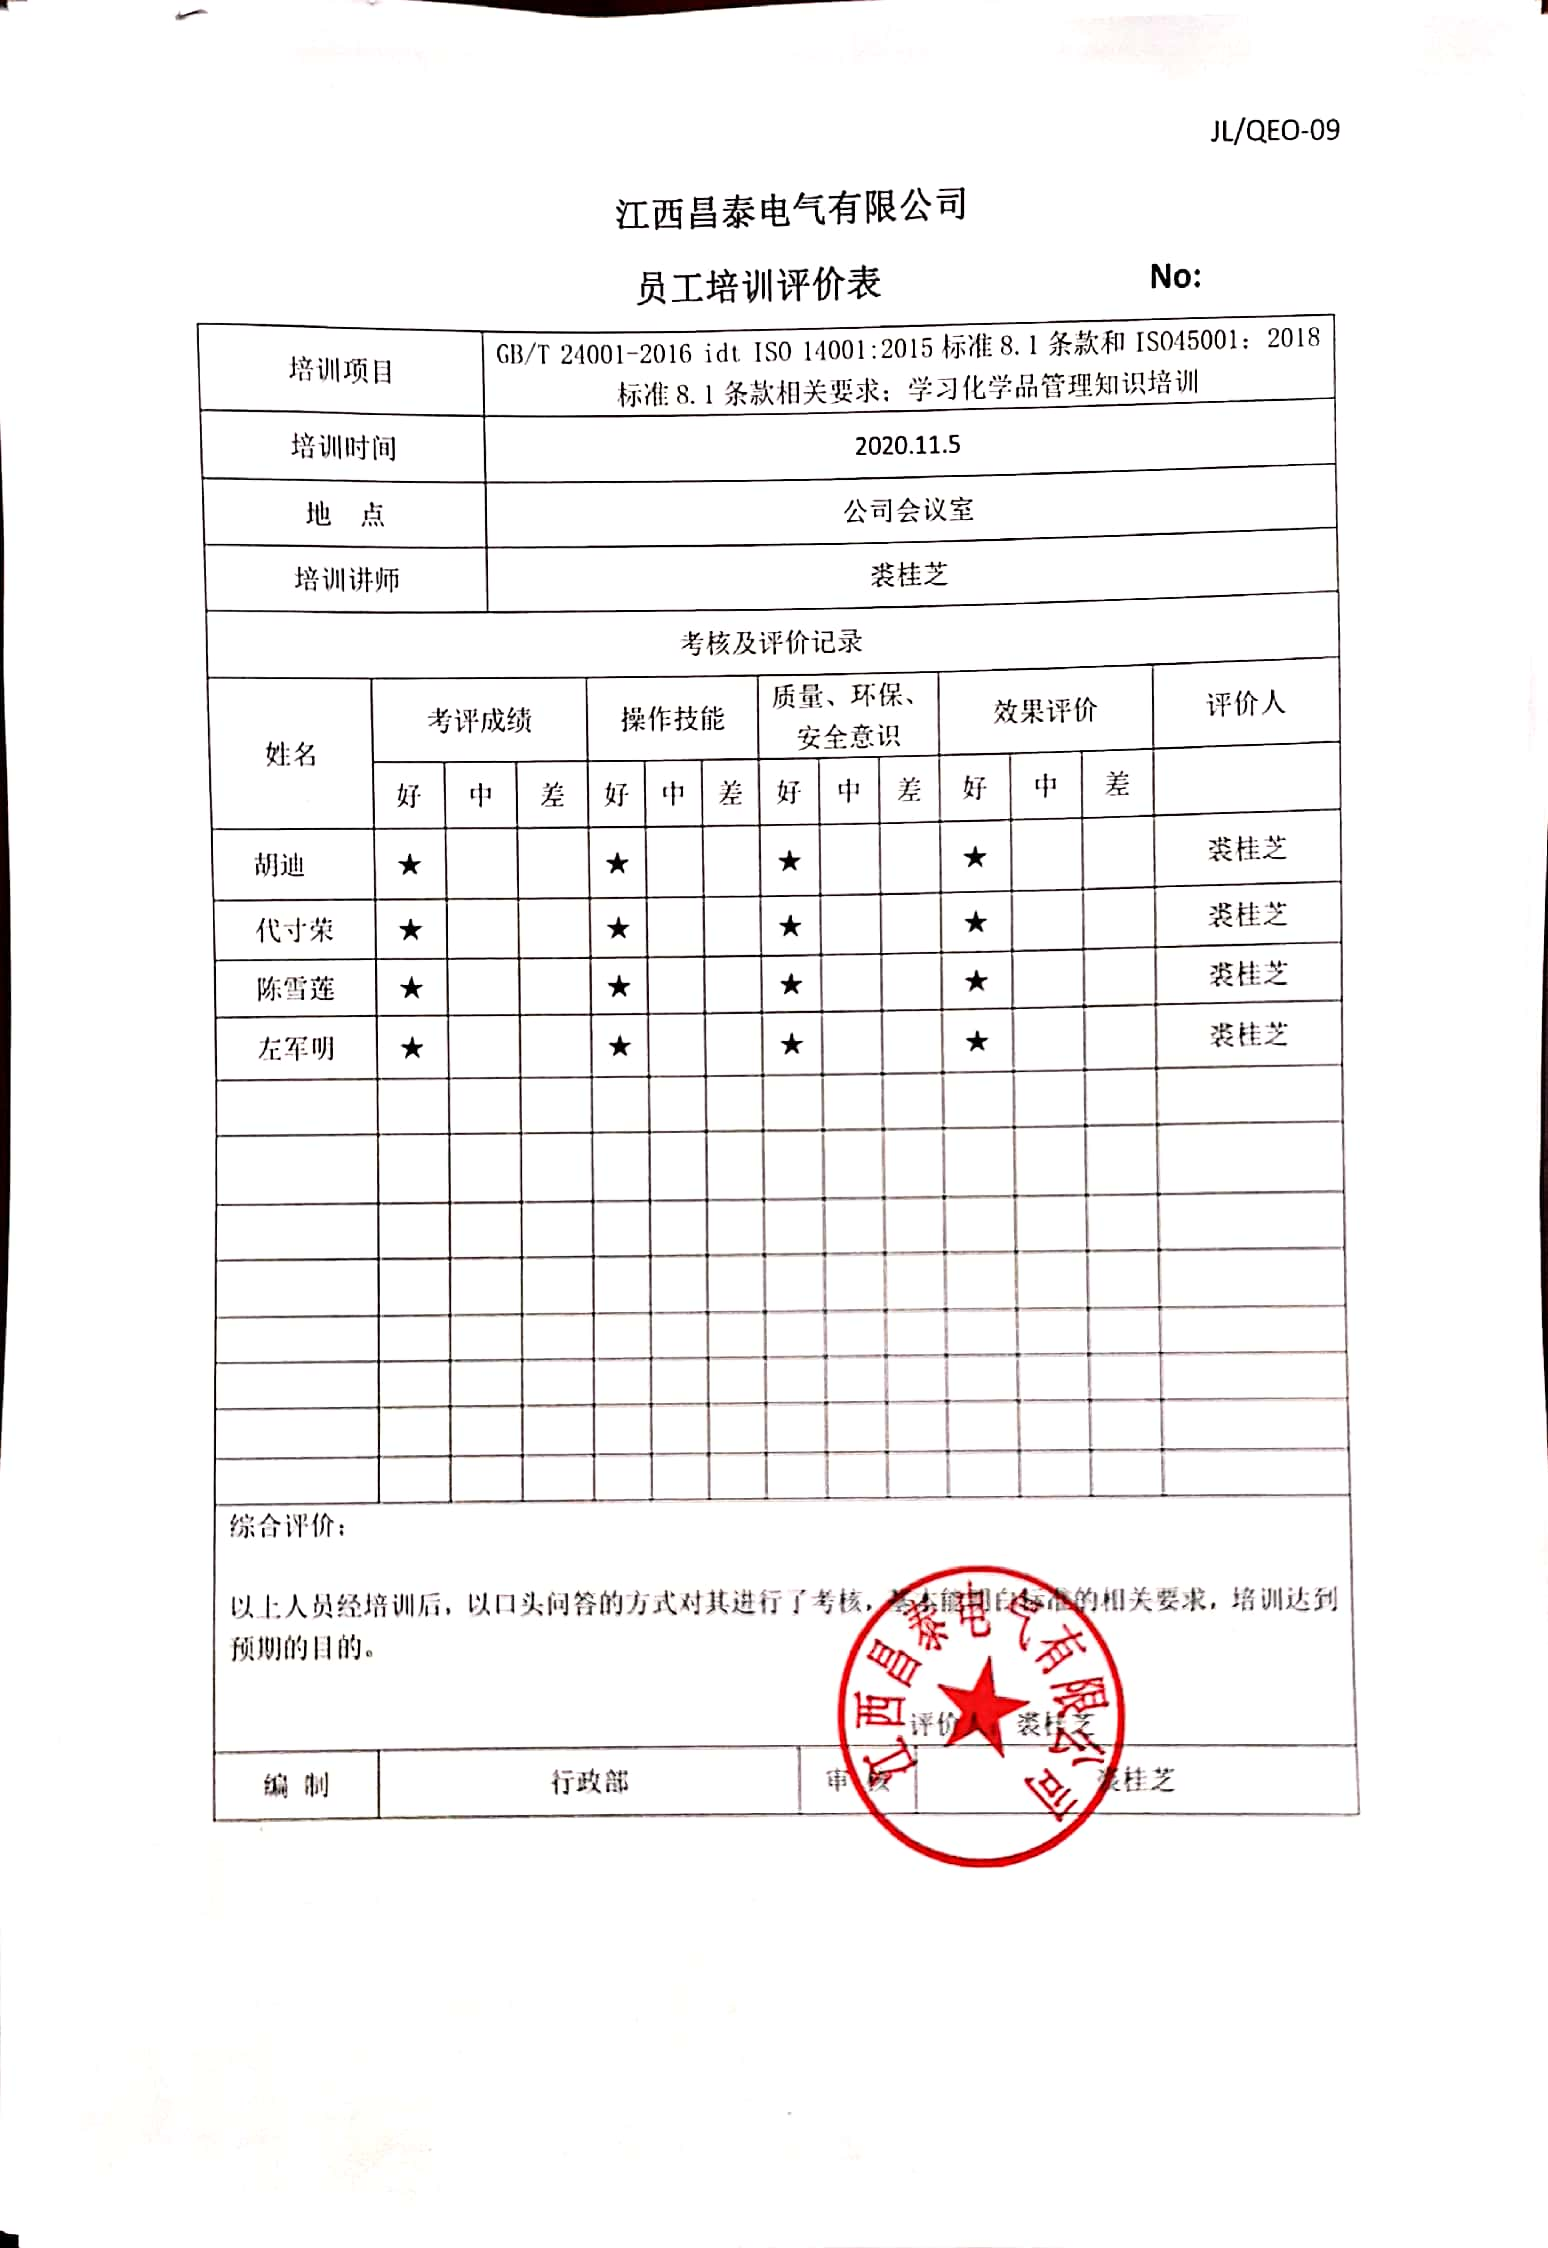 JL/QEO-09
江西昌泰电气有限公司
员工培训评价表 No:
培训项目 GB/T 24001-2016 idt ISO 14001:2015 标准 8.1 条款和 ISO45001：2018
标准 8.1 条款相关要求；学习化学品管理知识培训
培训时间 2020.11.5
地 点 公司会议室
培训讲师 裘桂芝
考核及评价记录
姓名 考评成绩 操作技能 质量、环保、 效果评价 评价人
安全意识
好 中 差 好 中 差 好 中 差 好 中 差
胡迪 ★ ★ ★ ★ 裘桂芝
代寸荣 ★ ★ ★ ★ 裘桂芝
陈雪莲 ★ ★ ★ ★ 裘桂芝
左军明 ★ ★ ★ ★ 裘桂芝
综合评价：
以上人员经培训后，以口头问答的方式对其进行了考核，基本能明白标准的相关要求，培训达到
预期的目的。
评价人 裘桂芝
编 制 行政部 审 核 裘桂芝
江西昌泰电气有限公司